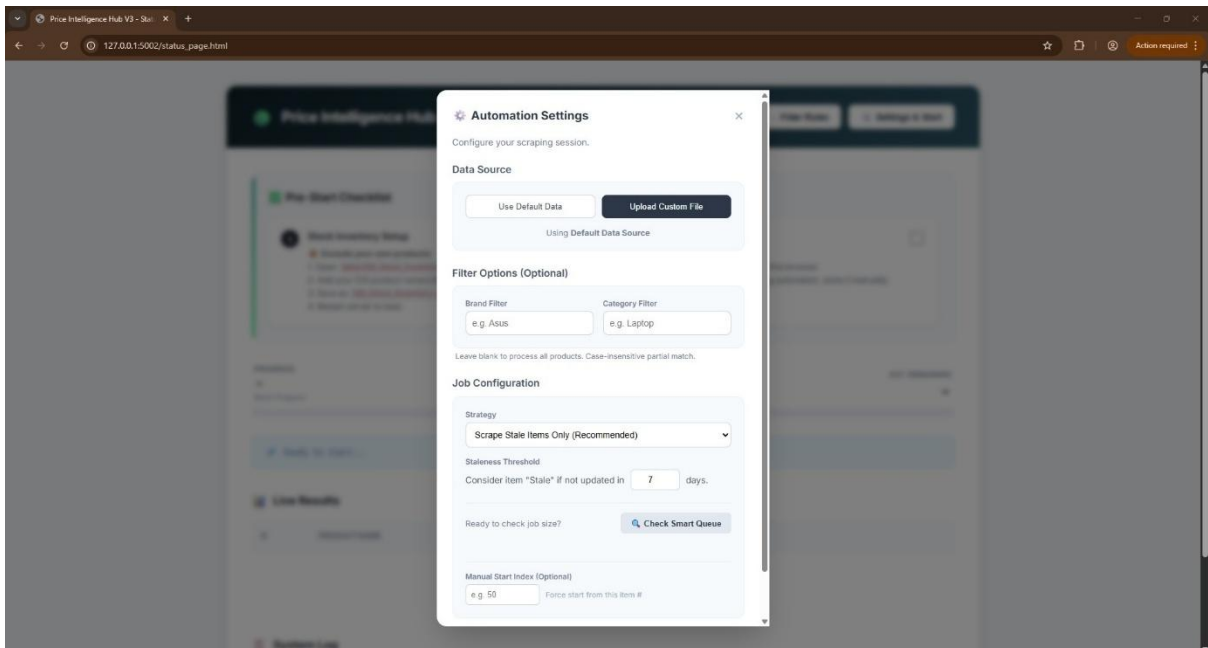 Price Intelligence Hub V3 - Stat
127.0.0.1:5002/status_page.html
Action required
Price Intelligence Hub
Filter Rules
Settings & Start
Pre-Start Checklist
Automation Settings
Configure your scraping session.
Data Source
Use Default Data
Upload Custom File
Using Default Data Source
Filter Options (Optional)
Brand Filter
Category Filter
e.g. Asus
e.g. Laptop
Leave blank to process all products. Case-insensitive partial match.
Job Configuration
Strategy
Scrape Stale Items Only (Recommended)
Staleness Threshold
Consider item "Stale" if not updated in 7 days.
Ready to check job size?
Check Smart Queue
Manual Start Index (Optional)
e.g. 50
Force start from this item #
Live Results
System Log